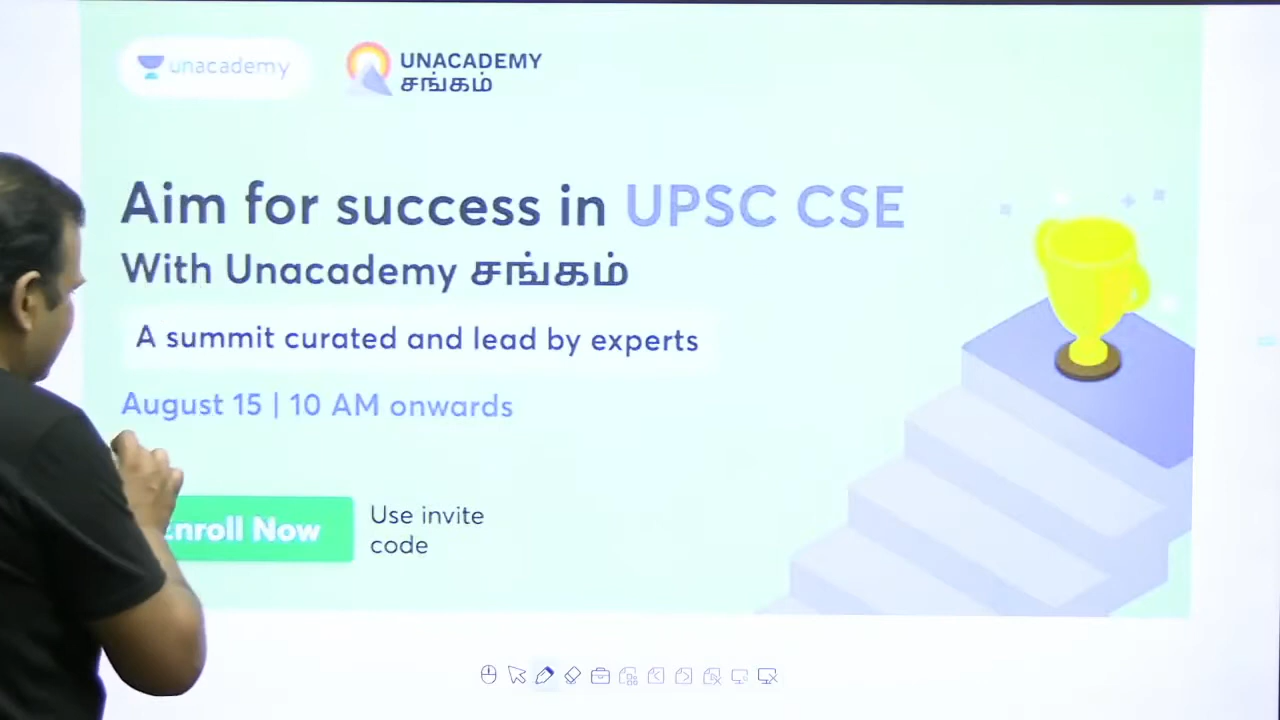 unacademy
UNACADEMY
சங்கம்
Aim for success in UPSC CSE
With Unacademy சங்கம்
A summit curated and lead by experts
August 15 | 10 AM onwards
Enroll Now
Use invite
code